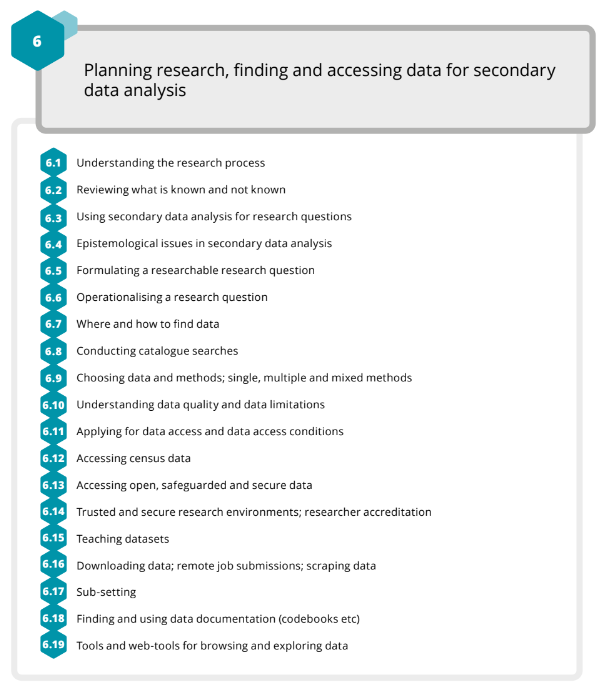 6
Planning research, finding and accessing data for secondary
data analysis
6.1 Understanding the research process
6.2 Reviewing what is known and not known
6.3 Using secondary data analysis for research questions
6.4 Epistemological issues in secondary data analysis
6.5 Formulating a researchable research question
6.6 Operationalising a research question
6.7 Where and how to find data
6.8 Conducting catalogue searches
6.9 Choosing data and methods; single, multiple and mixed methods
6.10 Understanding data quality and data limitations
6.11 Applying for data access and data access conditions
6.12 Accessing census data
6.13 Accessing open, safeguarded and secure data
6.14 Trusted and secure research environments; researcher accreditation
6.15 Teaching datasets
6.16 Downloading data; remote job submissions; scraping data
6.17 Sub-setting
6.18 Finding and using data documentation (codebooks etc)
6.19 Tools and web-tools for browsing and exploring data